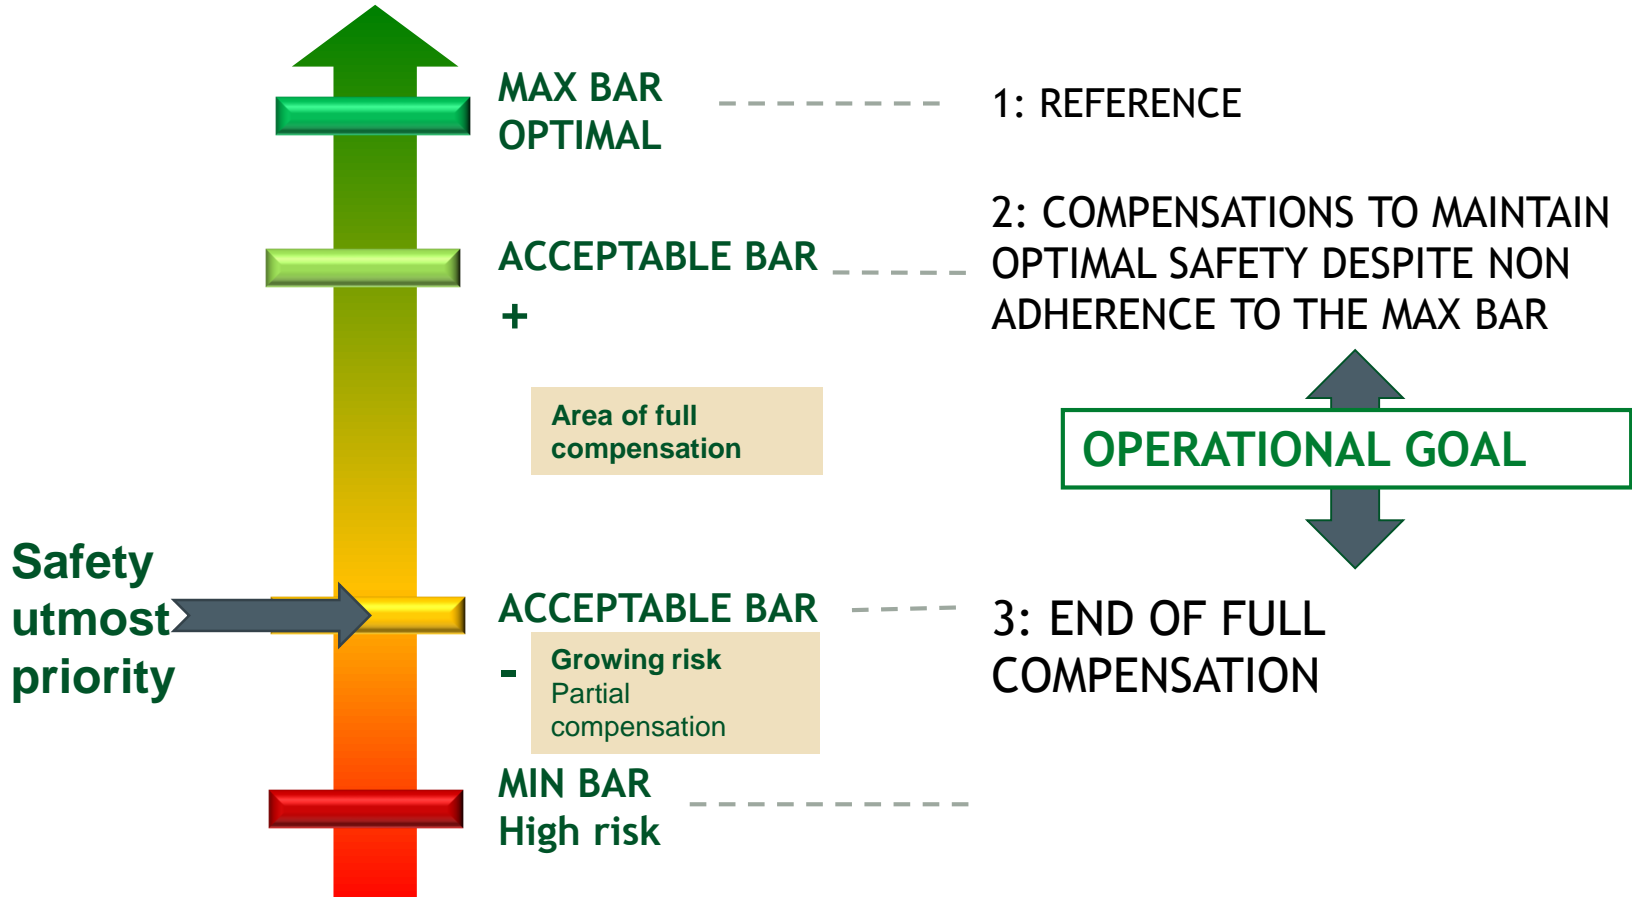 MAX BAR
OPTIMAL
1: REFERENCE
ACCEPTABLE BAR
+
2: COMPENSATIONS TO MAINTAIN
OPTIMAL SAFETY DESPITE NON
ADHERENCE TO THE MAX BAR
Area of full
compensation
OPERATIONAL GOAL
Safety
utmost
priority
ACCEPTABLE BAR
-
Growing risk
Partial
compensation
3: END OF FULL
COMPENSATION
MIN BAR
High risk